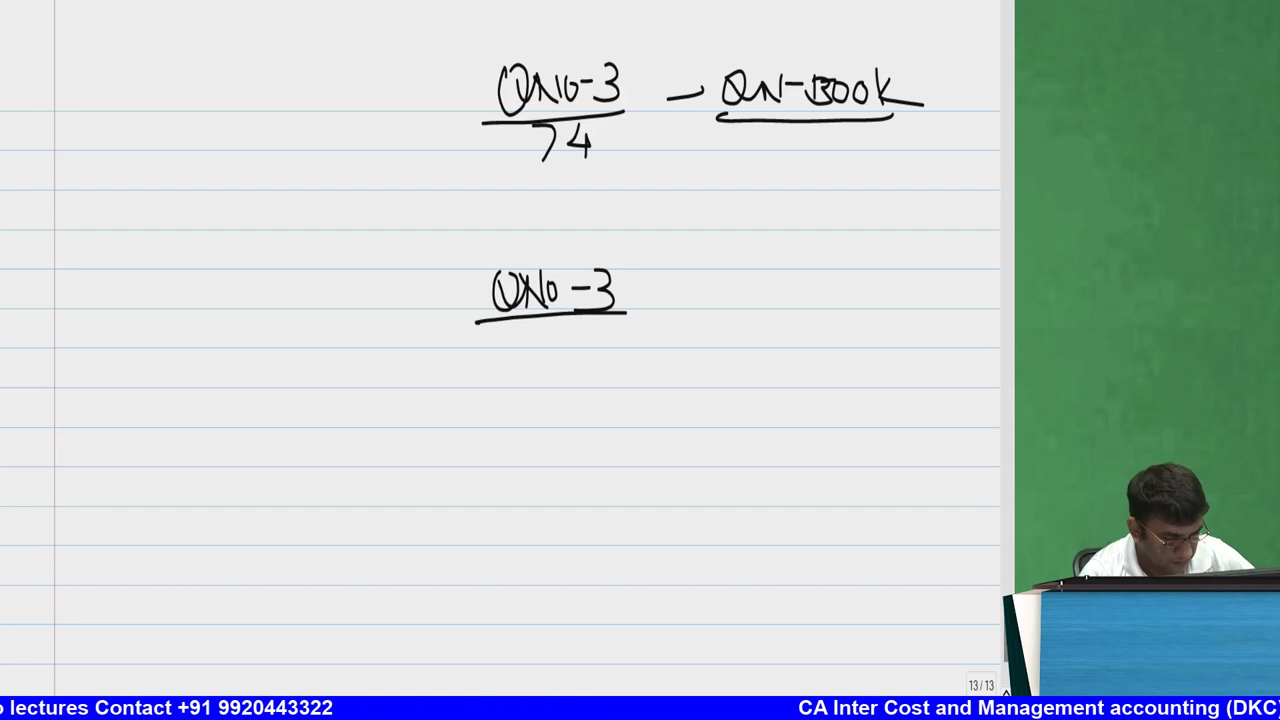 QNo-3 - QN-BOOK
74
QNo-3
13/13
o lectures Contact +91 9920443322
CA Inter Cost and Management accounting (DKC